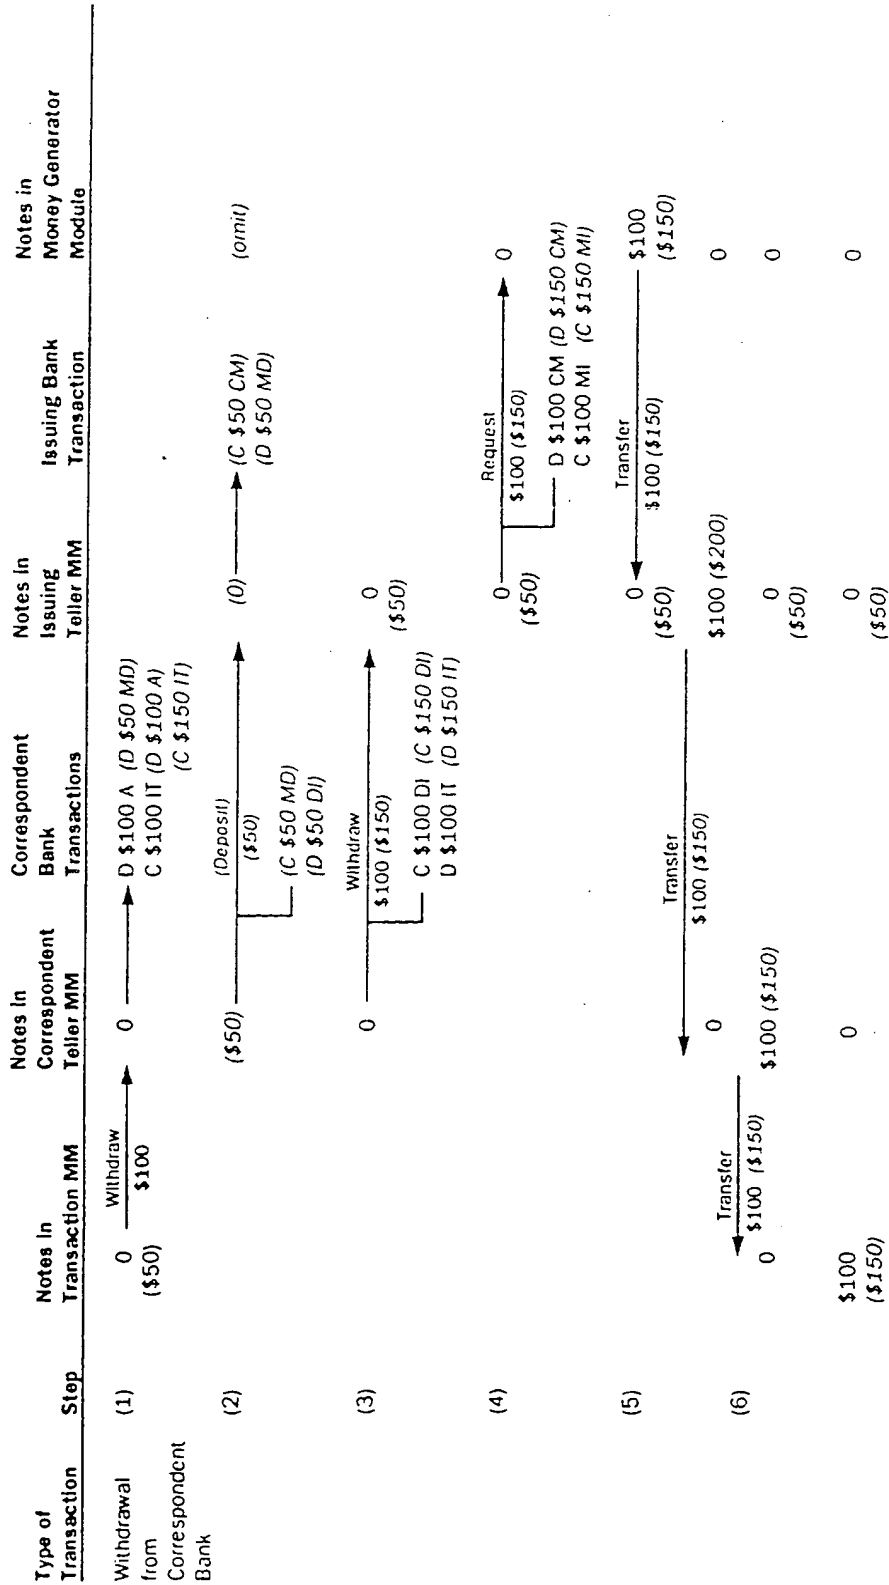 Type of
Transaction
Step
Notes in
Transaction MM
Notes in
Correspondent
Teller MM
Correspondent
Bank
Transactions
Notes in
Issuing
Teller MM
Issuing Bank
Transaction
Notes in
Money Generator
Module
Withdrawal
from
Correspondent
Bank
(1)
0
($50)
Withdraw
$100
0
D $100 A (D $50 MD)
C $100 IT (D $100 A)
(C $150 IT)
(2)
($50)
(Deposit)
($50)
(C $50 MD)
(D $50 DI)
(0)
(C $50 CM)
(D $50 MD)
(omit)
(3)
0
Withdraw
$100 ($150)
C $100 DI (C $150 DI)
D $100 IT (D $150 IT)
0
($50)
(4)
0
($50)
Request
$100 ($150)
D $100 CM (D $150 CM)
C $100 MI (C $150 MI)
0
(5)
0
($50)
Transfer
$100 ($150)
$100
($150)
(6)
Transfer
$100 ($150)
0
$100 ($200)
0
Transfer
$100 ($150)
0
$100 ($150)
0
($50)
0
$100
($150)
0
0
($50)
0